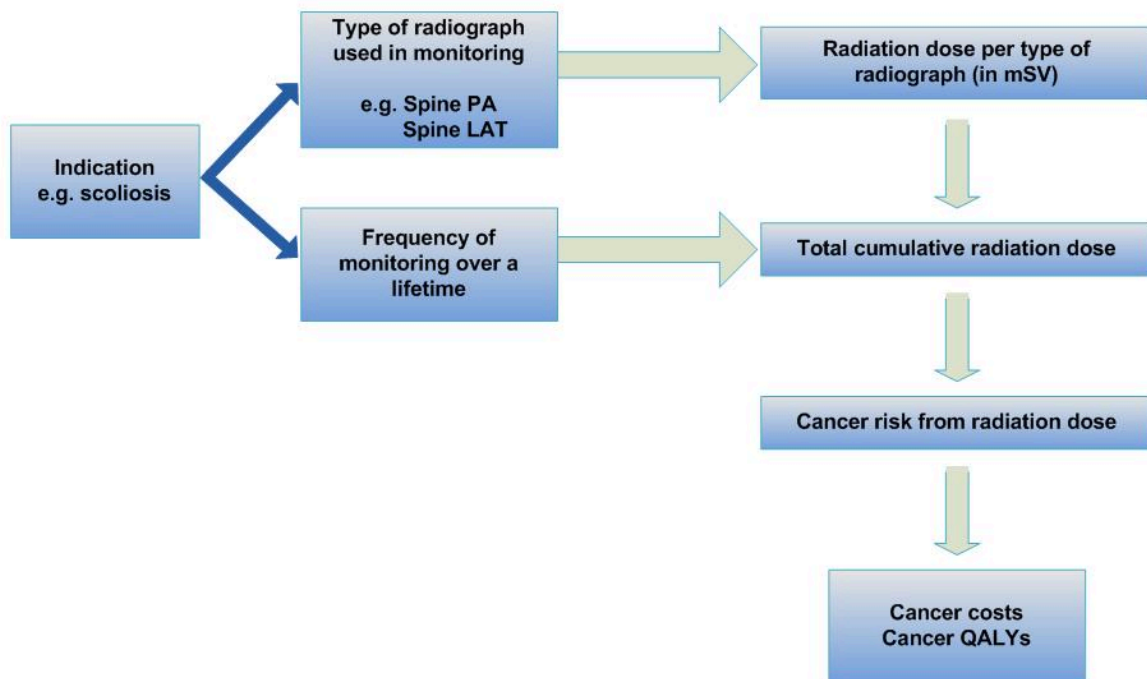 Type of radiograph
used in monitoring
e.g. Spine PA
Spine LAT
Radiation dose per type of
radiograph (in mSV)
Indication
e.g. scoliosis
Frequency of
monitoring over a
lifetime
Total cumulative radiation dose
Cancer risk from radiation dose
Cancer costs
Cancer QALYs